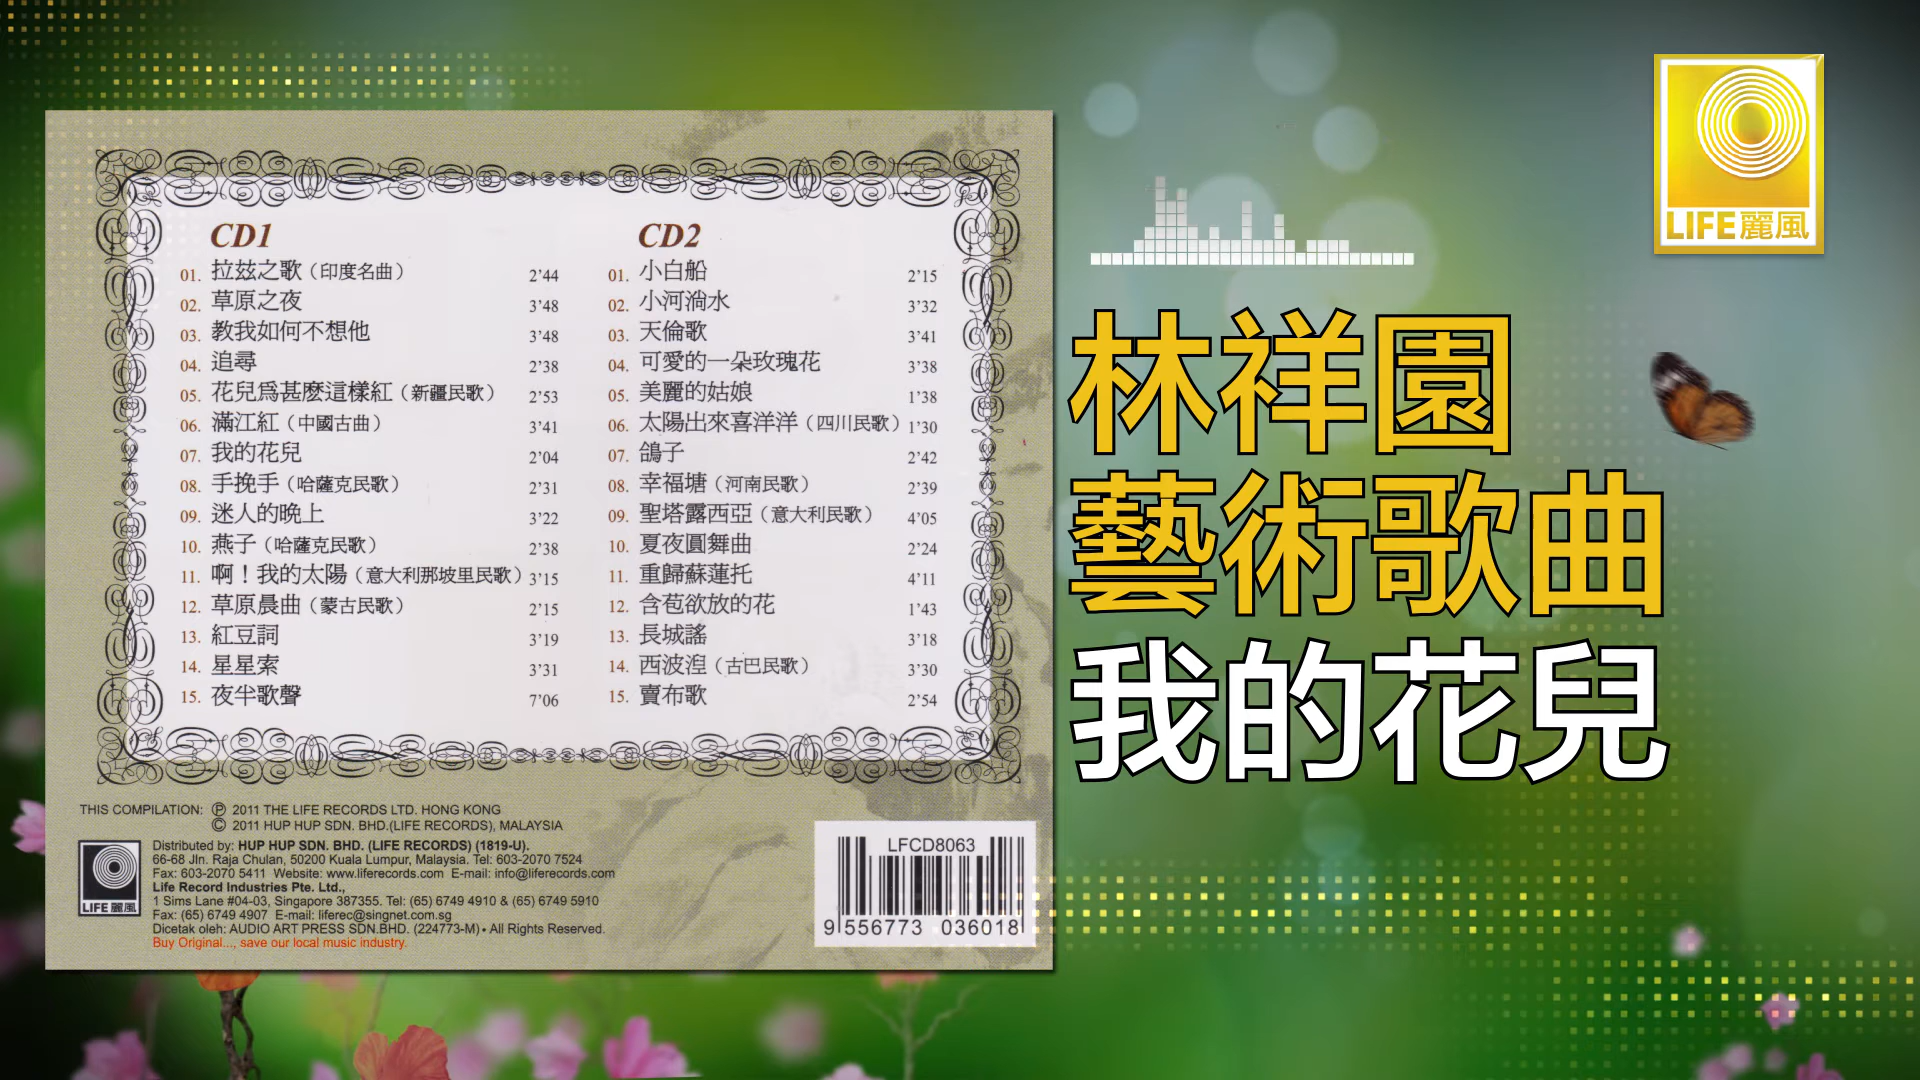 CD1
01. 拉玆之歌（印度名曲） 2’44
02. 草原之夜 3’48
03. 教我如何不想他 3’48
04. 追尋 2’38
05. 花兒爲甚麼這樣紅（新疆民歌） 2’53
06. 滿江紅（中國古曲） 3’41
07. 我的花兒 2’04
08. 手挽手（哈薩克民歌） 2’31
09. 迷人的晚上 3’22
10. 燕子（哈薩克民歌） 2’38
11. 啊！我的太陽（意大利那坡里民歌） 3’15
12. 草原晨曲（蒙古民歌） 2’15
13. 紅豆詞 3’19
14. 星星索 3’31
15. 夜半歌聲 7’06
CD2
01. 小白船 2’15
02. 小河淌水 3’32
03. 天倫歌 3’41
04. 可愛的一朵玫瑰花 3’38
05. 美麗的姑娘 1’38
06. 太陽出來喜洋洋（四川民歌） 1’30
07. 鴿子 2’42
08. 幸福塘（河南民歌） 2’39
09. 聖塔露西亞（意大利民歌） 4’05
10. 夏夜圓舞曲 2’24
11. 重歸蘇蓮托 4’11
12. 含苞欲放的花 1’43
13. 長城謠 3’18
14. 西波涅（古巴民歌） 3’30
15. 賣布歌 2’54
THIS COMPILATION: ℗ 2011 THE LIFE RECORDS LTD. HONG KONG
© 2011 HUP HUP SDN. BHD.(LIFE RECORDS), MALAYSIA
Distributed by: HUP HUP SDN. BHD. (LIFE RECORDS) (1819-U).
66-68 Jln. Raja Chulan, 50200 Kuala Lumpur, Malaysia. Tel: 603-2070 7524
Fax: 603-2070 5411 Website: www.liferecords.com E-mail: info@liferecords.com
Life Record Industries Pte. Ltd.,
1 Sims Lane #04-03, Singapore 387355. Tel: (65) 6749 4910 & (65) 6749 5910
Fax: (65) 6749 4907 E-mail: liferec@singnet.com.sg
Dicetak oleh: AUDIO ART PRESS SDN.BHD. (224773-M) • All Rights Reserved.
Buy Original..., save our local music industry.
LIFE 麗風
LFCD8063
9 556773 036018
LIFE麗風
林祥園
藝術歌曲
我的花兒